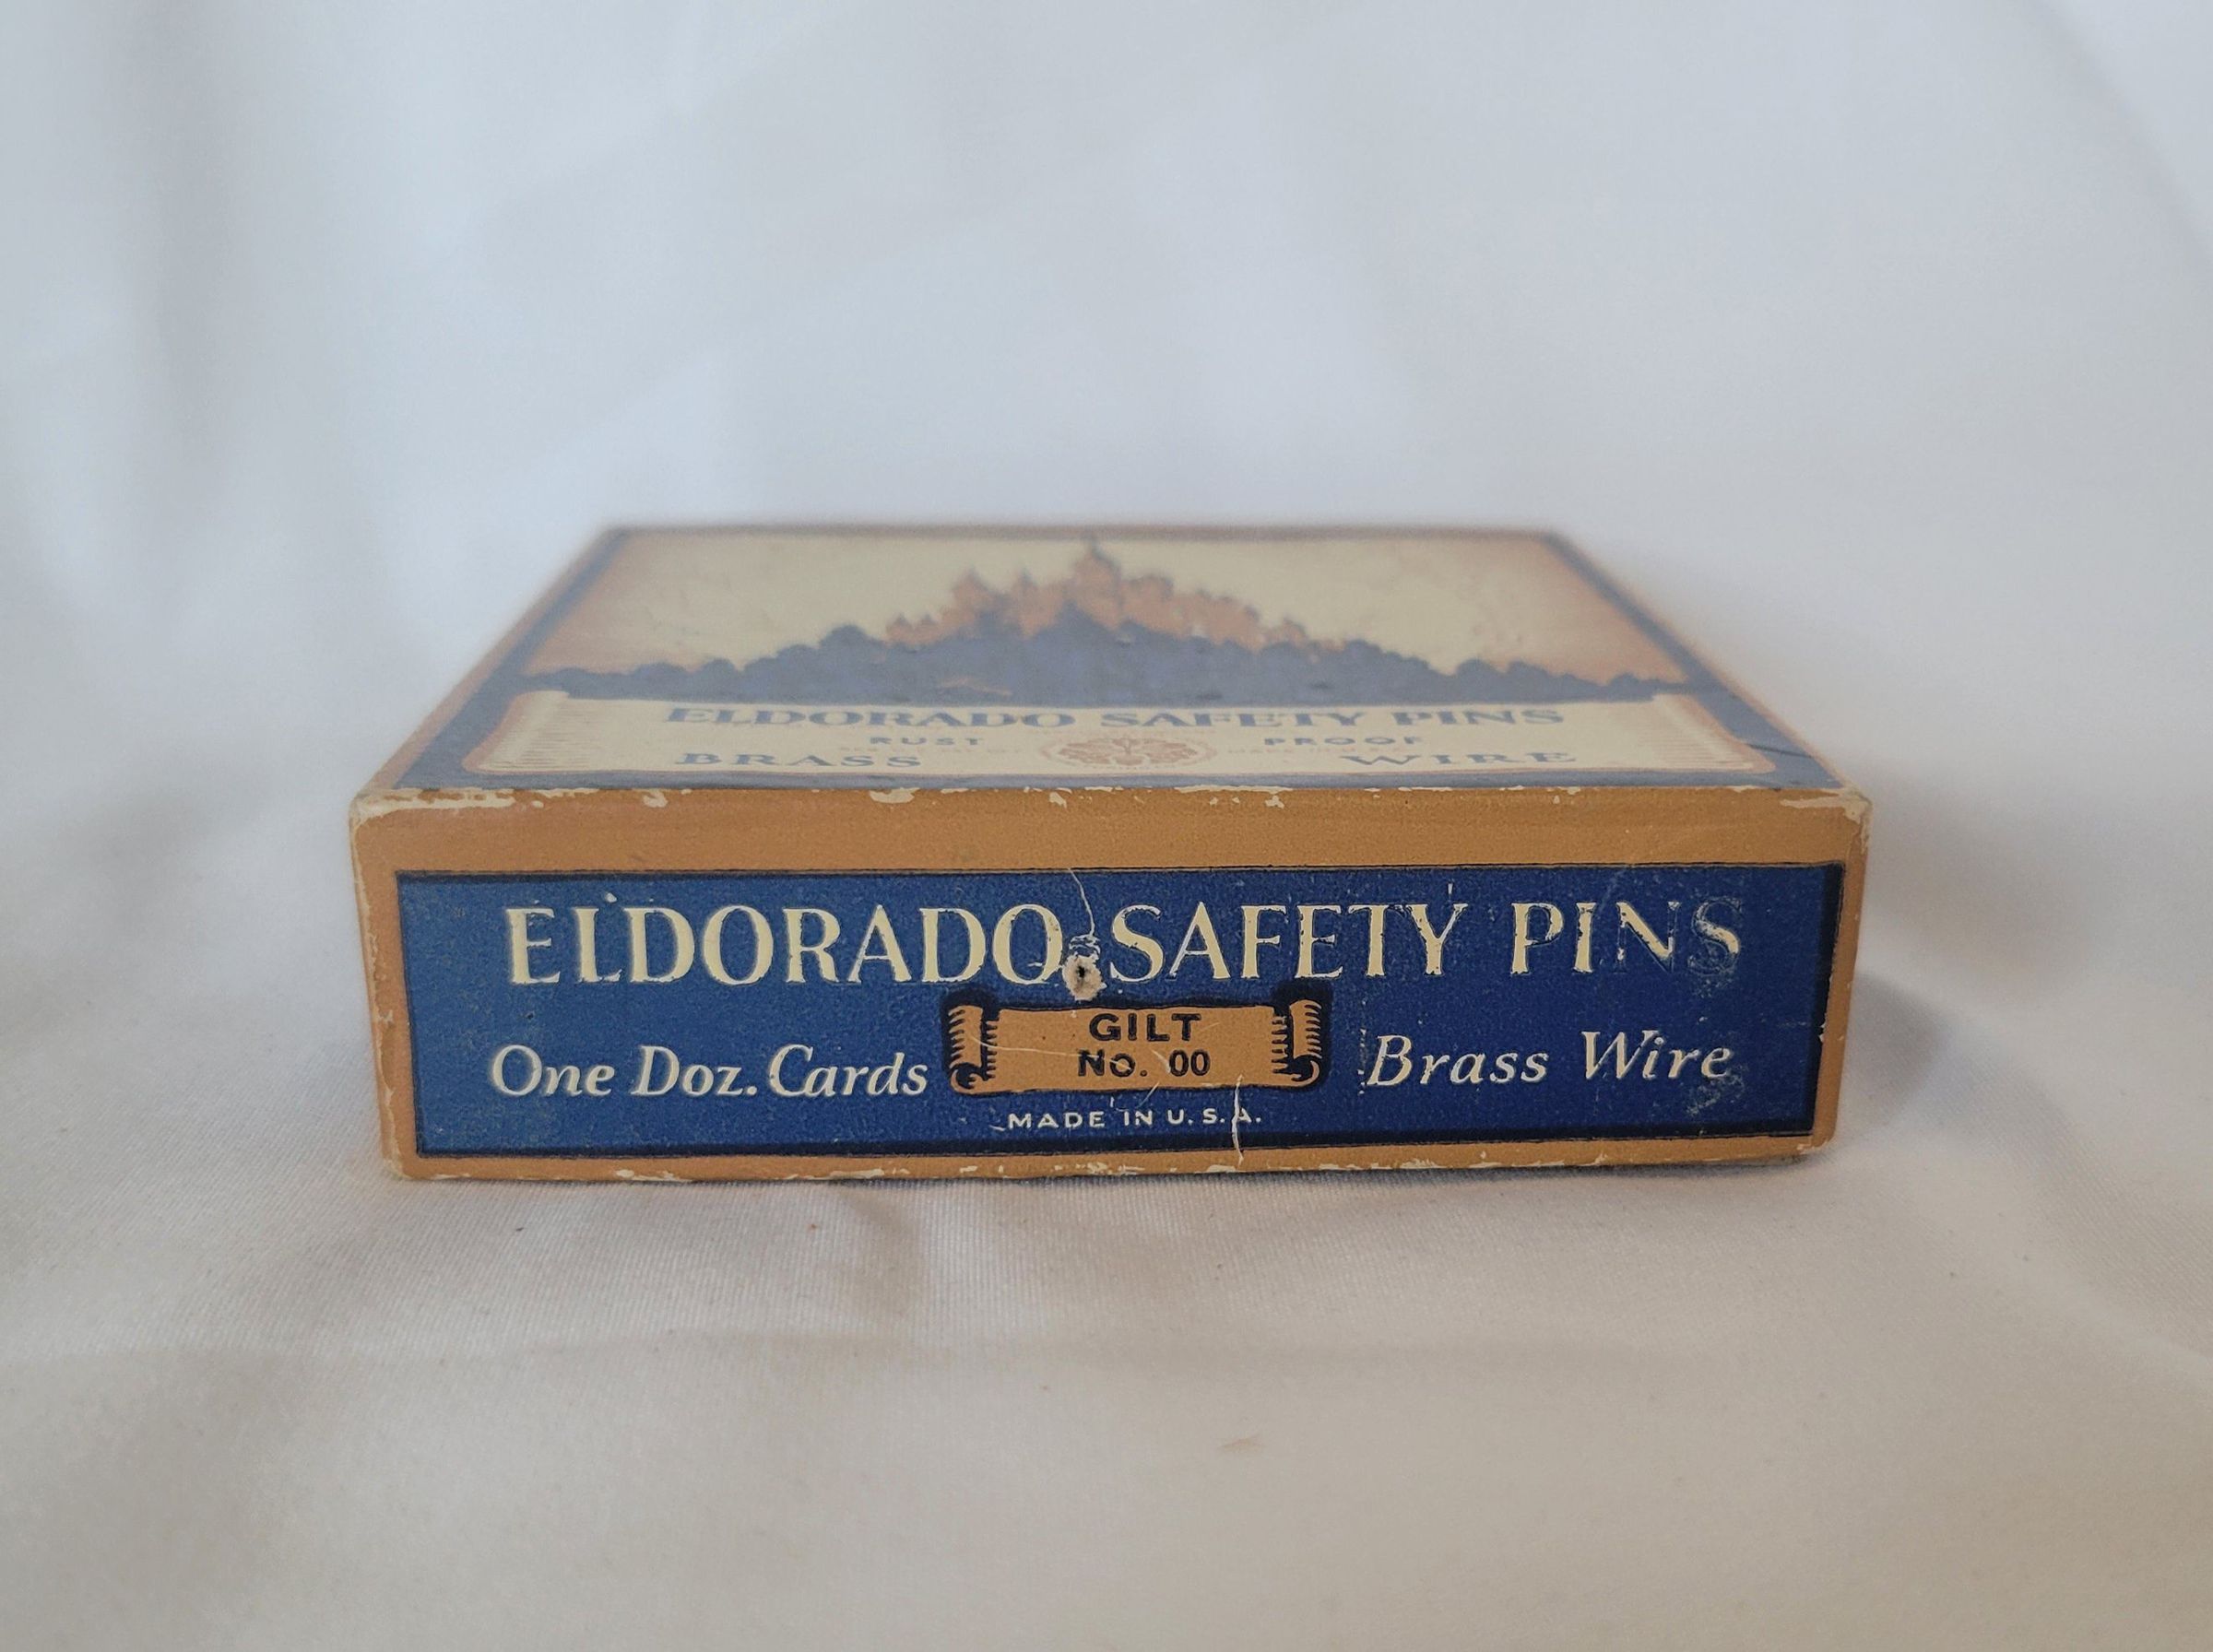 ELDORADO SAFETY PINS
RUST PROOF
BRASS WIRE
ELDORADO SAFETY PINS
One Doz. Cards
GILT
No. 00
Brass Wire
MADE IN U.S.A.